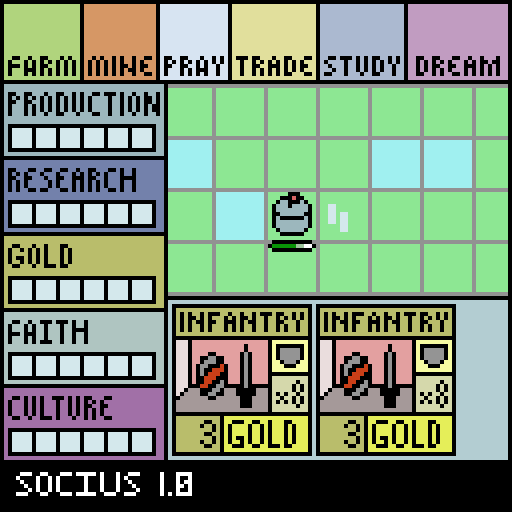 FARM MINE PRAY TRADE STUDY DREAM
PRODUCTION
RESEARCH
GOLD
FAITH
CULTURE
INFANTRY INFANTRY
x8 x8
3 GOLD 3 GOLD
SOCIUS 1.0